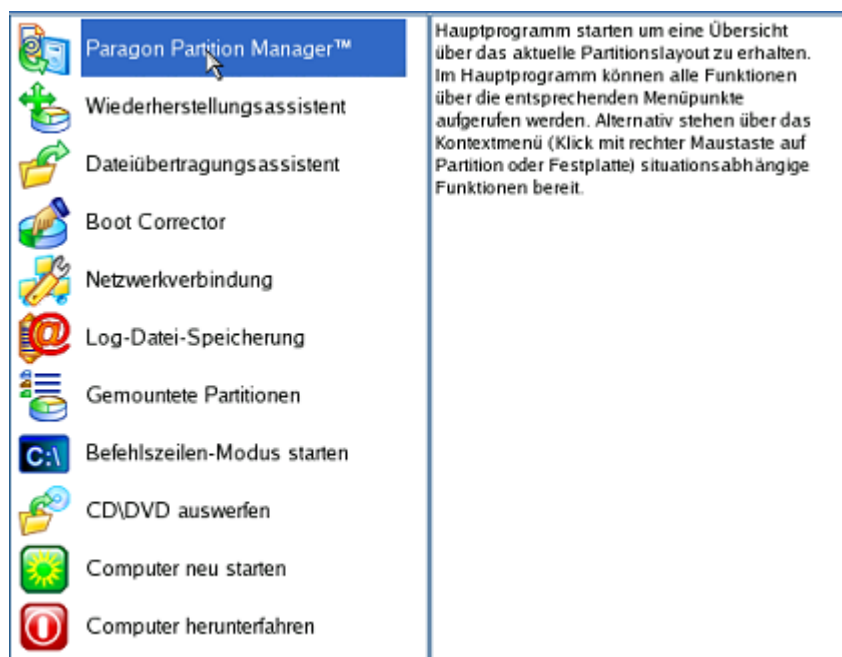 Paragon Partition Manager™
Wiederherstellungsassistent
Dateiübertragungsassistent
Boot Corrector
Netzwerkverbindung
Log-Datei-Speicherung
Gemountete Partitionen
C:\
Befehlszeilen-Modus starten
CD\DVD auswerfen
Computer neu starten
Computer herunterfahren
Hauptprogramm starten um eine Übersicht
über das aktuelle Partitionslayout zu erhalten.
Im Hauptprogramm können alle Funktionen
über die entsprechenden Menüpunkte
aufgerufen werden. Alternativ stehen über das
Kontextmenü (Klick mit rechter Maustaste auf
Partition oder Festplatte) situationsabhängige
Funktionen bereit.